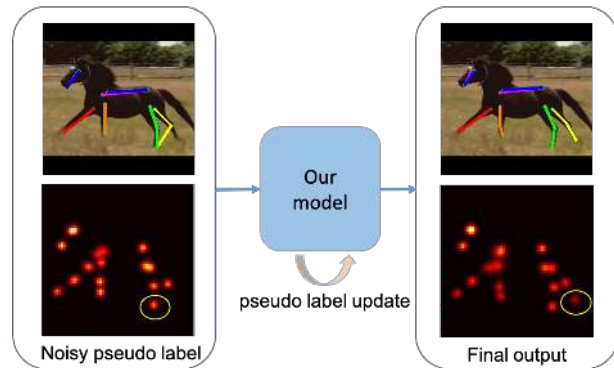 Our
model
pseudo label update
Noisy pseudo label
Final output